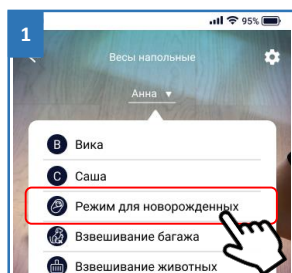 1
95%
Весы напольные
Анна
В Вика
С Саша
Режим для новорожденных
Взвешивание багажа
Взвешивание животных